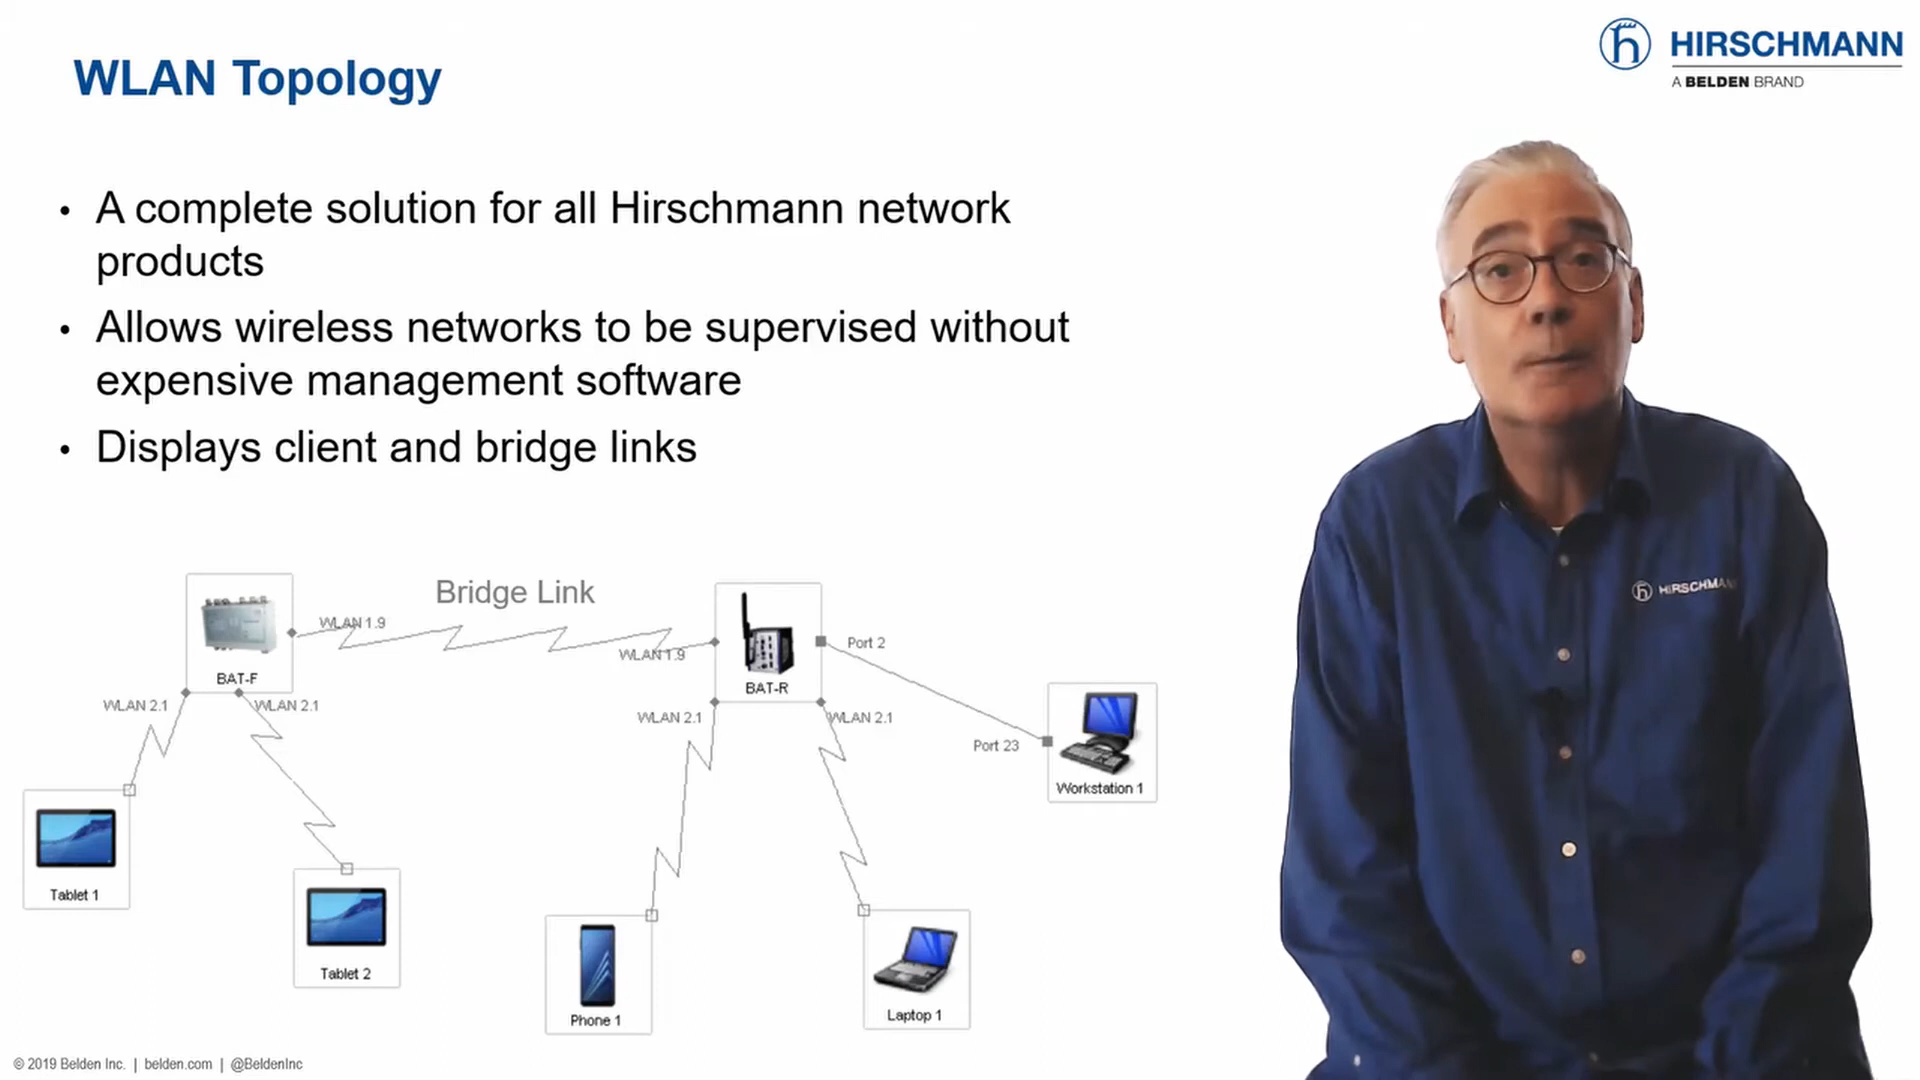 WLAN Topology
HIRSCHMANN
A BELDEN BRAND
• A complete solution for all Hirschmann network
products
• Allows wireless networks to be supervised without
expensive management software
• Displays client and bridge links
HIRSCHMANN
Bridge Link
WLAN 1.9
WLAN 1.9
BAT-F
BAT-R
Port 2
WLAN 2.1
WLAN 2.1
WLAN 2.1
WLAN 2.1
Port 23
Workstation 1
Tablet 1
Tablet 2
Phone 1
Laptop 1
© 2019 Belden Inc. | belden.com | @BeldenInc